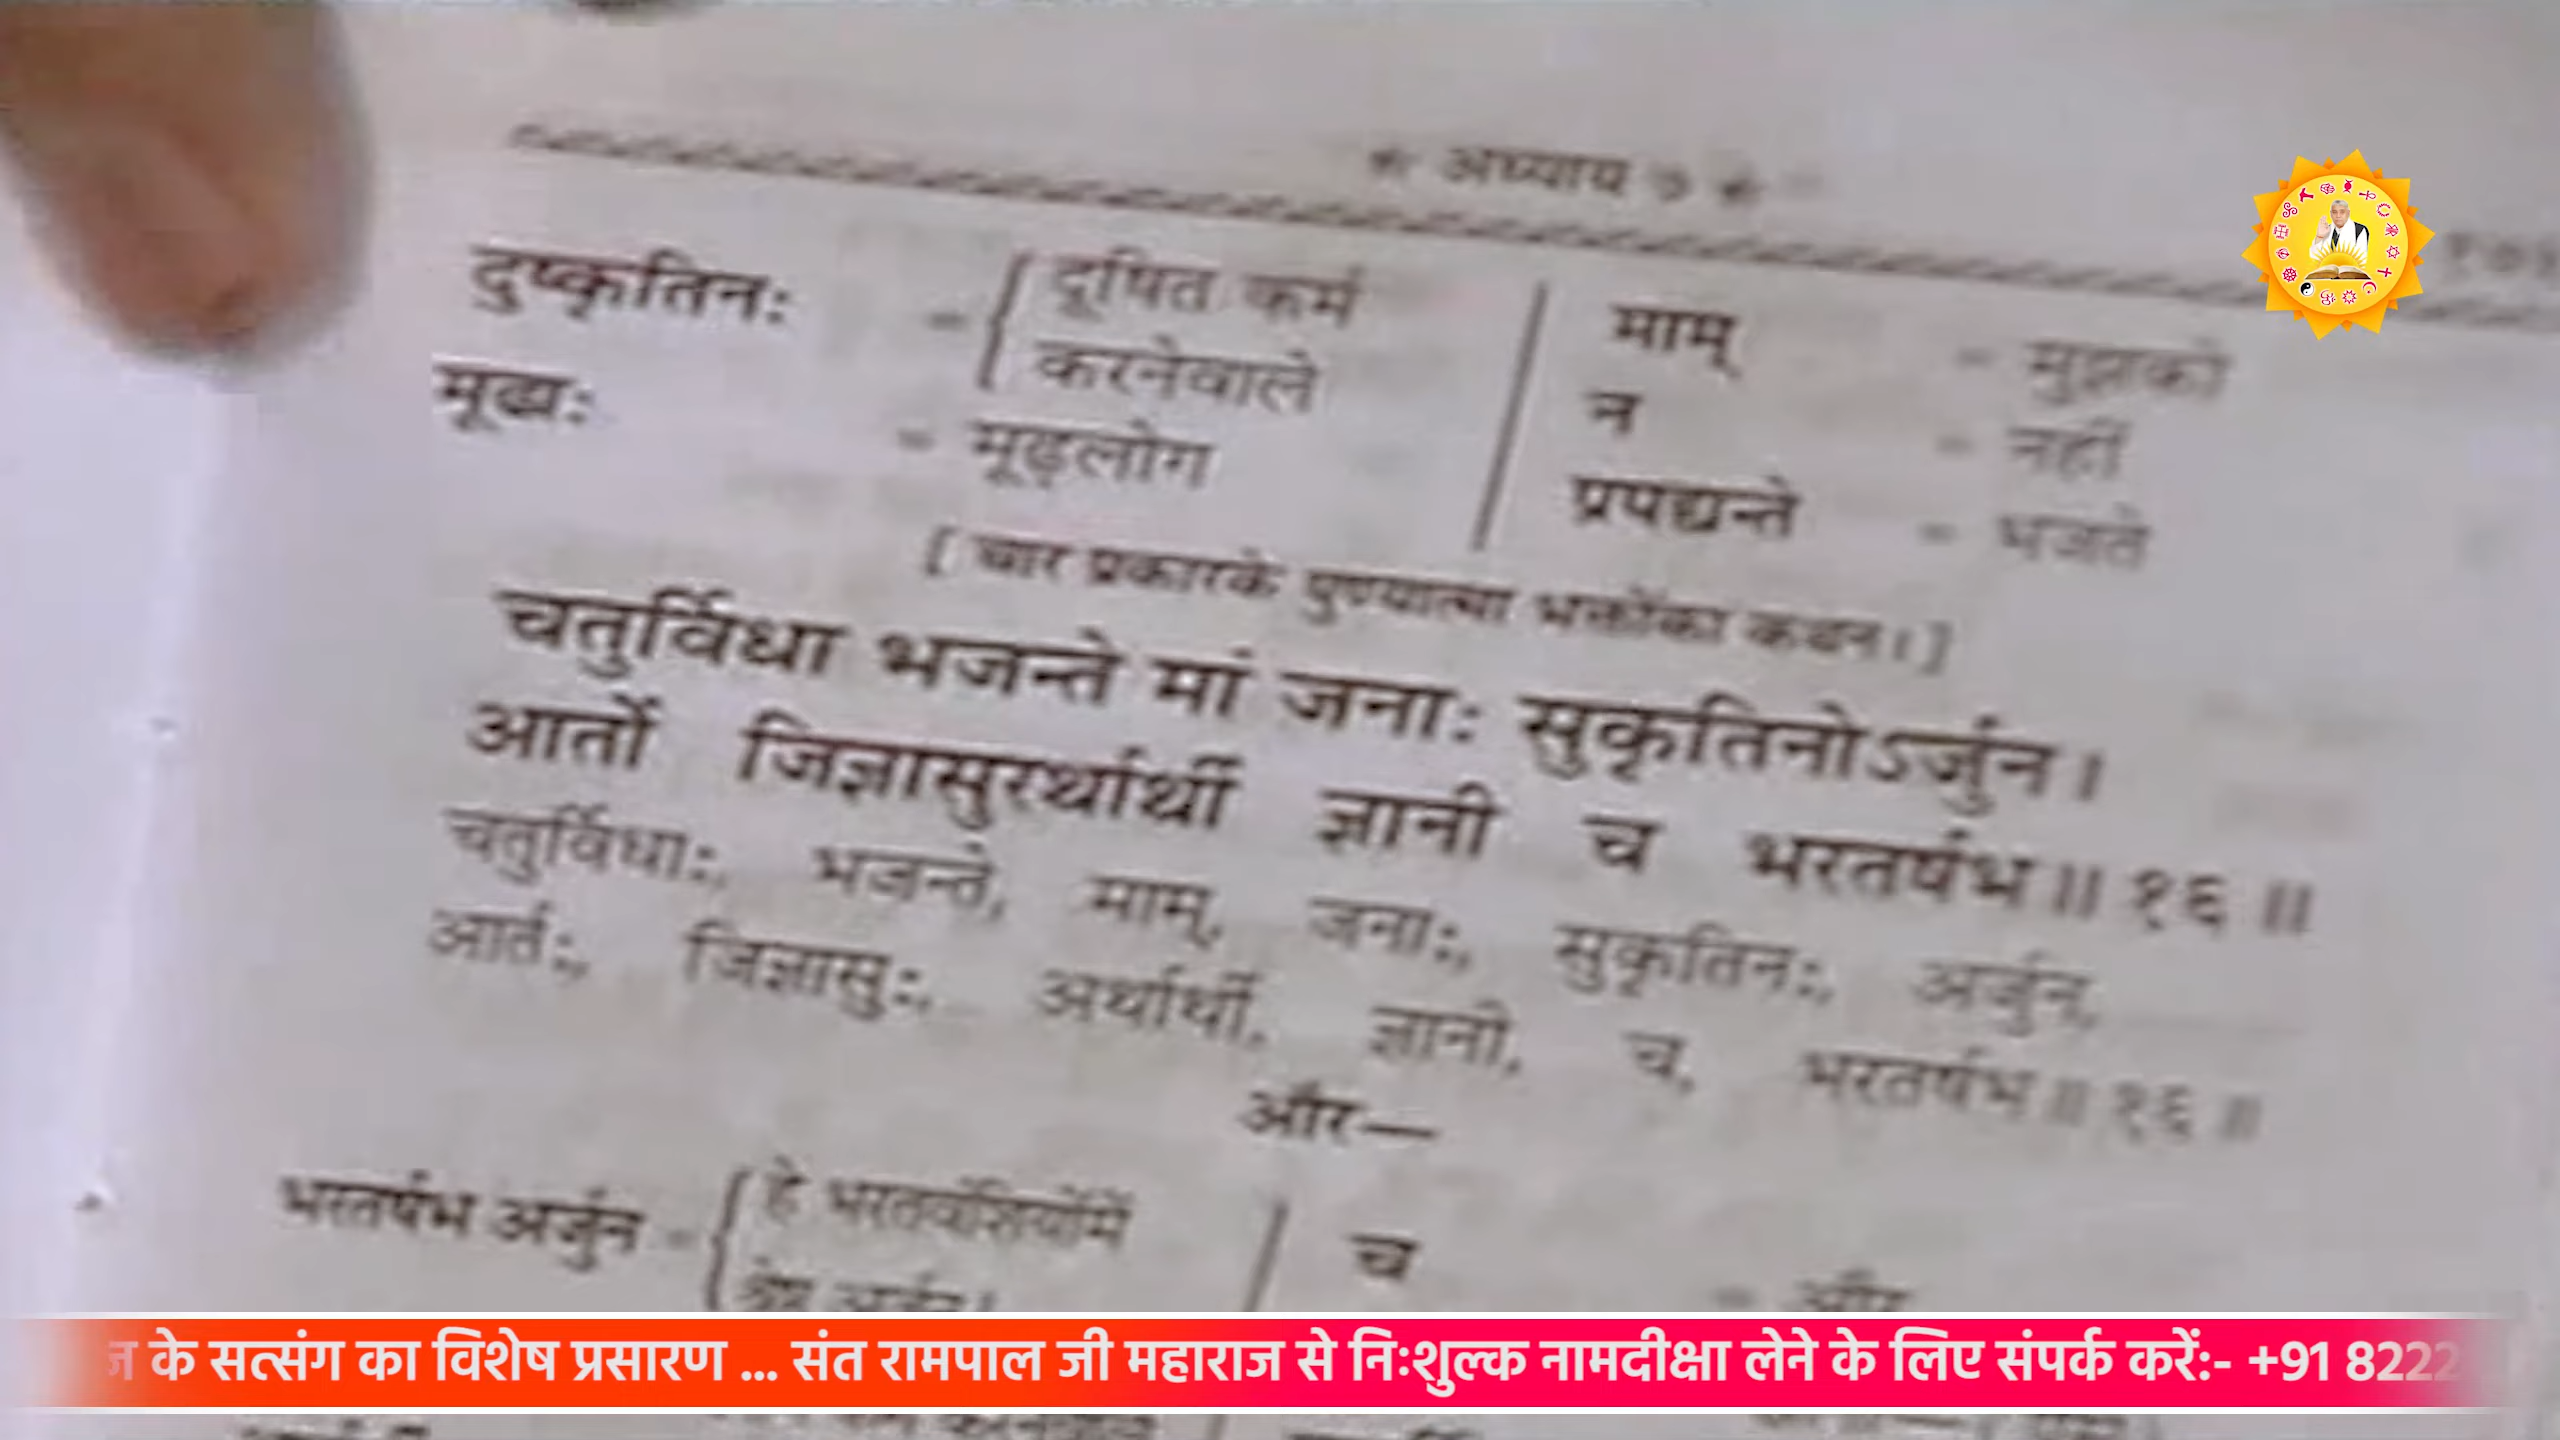 * अध्याय ७ *
दुष्कृतिनः = दूषित कर्म करनेवाले
मूढाः = मूढ़लोग
माम् = मुझको
न = नहीं
प्रपद्यन्ते = भजते
[ चार प्रकारके पुण्यात्मा भक्तोंका कथन। ]
चतुर्विधा भजन्ते मां जनाः सुकृतिनोऽर्जुन।
आर्तो जिज्ञासुरर्थार्थी ज्ञानी च भरतर्षभ॥ १६ ॥
चतुर्विधाः, भजन्ते, माम्, जनाः, सुकृतिनः, अर्जुन,
आर्तः, जिज्ञासुः, अर्थार्थी, ज्ञानी, च, भरतर्षभ॥ १६ ॥
और—
भरतर्षभ अर्जुन = हे भरतवंशियोंमें श्रेष्ठ अर्जुन!
च = और
के सत्संग का विशेष प्रसारण ... संत रामपाल जी महाराज से निःशुल्क नामदीक्षा लेने के लिए संपर्क करें:- +91 8222